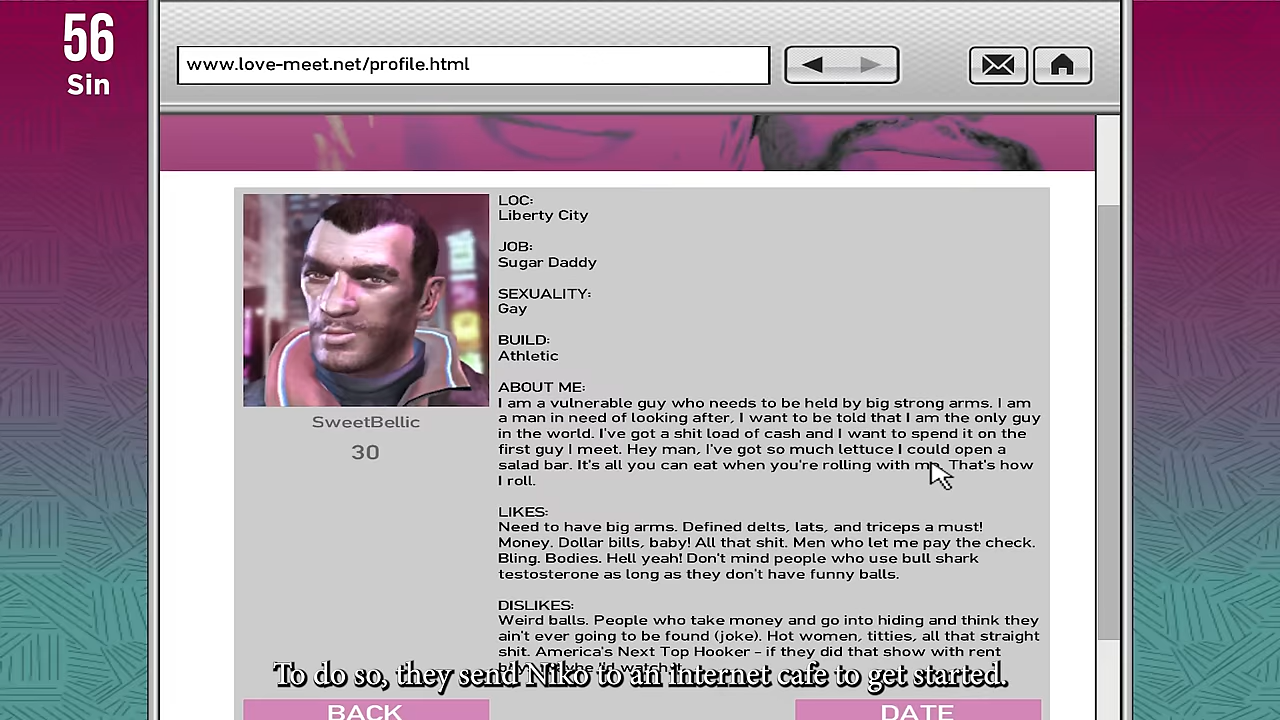 56
Sin
www.love-meet.net/profile.html
LOC:
Liberty City
JOB:
Sugar Daddy
SEXUALITY:
Gay
BUILD:
Athletic
ABOUT ME:
I am a vulnerable guy who needs to be held by big strong arms. I am
a man in need of looking after, I want to be told that I am the only guy
in the world. I've got a shit load of cash and I want to spend it on the
first guy I meet. Hey man, I've got so much lettuce I could open a
salad bar. It's all you can eat when you're rolling with me. That's how
I roll.
SweetBellic
30
LIKES:
Need to have big arms. Defined delts, lats, and triceps a must!
Money. Dollar bills, baby! All that shit. Men who let me pay the check.
Bling. Bodies. Hell yeah! Don't mind people who use bull shark
testosterone as long as they don't have funny balls.
DISLIKES:
Weird balls. People who take money and go into hiding and think they
ain't ever going to be found (joke). Hot women, titties, all that straight
shit. America's Next Top Hooker - if they did that show with rent
To do so, they send Niko to an internet cafe to get started.
BACK
DATE